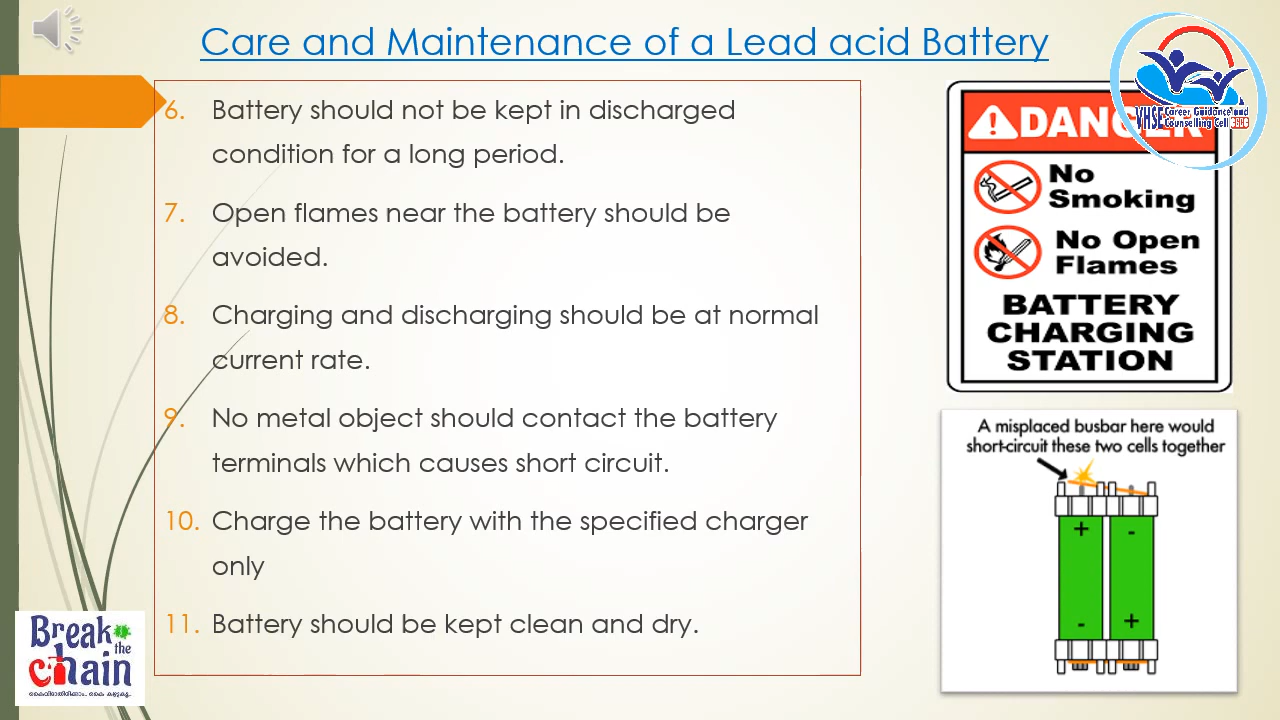 Care and Maintenance of a Lead acid Battery
6. Battery should not be kept in discharged
condition for a long period.
7. Open flames near the battery should be
avoided.
8. Charging and discharging should be at normal
current rate.
9. No metal object should contact the battery
terminals which causes short circuit.
10. Charge the battery with the specified charger
only
11. Battery should be kept clean and dry.
VHSE Career Guidance and
Counselling Cell
DANGER
No
Smoking
No Open
Flames
BATTERY
CHARGING
STATION
A misplaced busbar here would
short-circuit these two cells together
+ -
- +
Break
the
chain
കൈവിടാതിരിക്കാം.. കൈ കഴുകൂ..